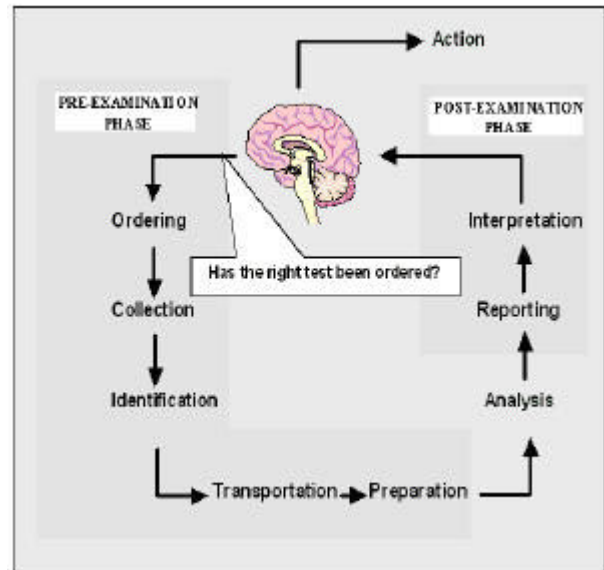 Action
PRE-EXAMINATION
PHASE
POST-EXAMINATION
PHASE
Ordering
Interpretation
Has the right test been ordered?
Collection
Reporting
Identification
Analysis
Transportation
Preparation